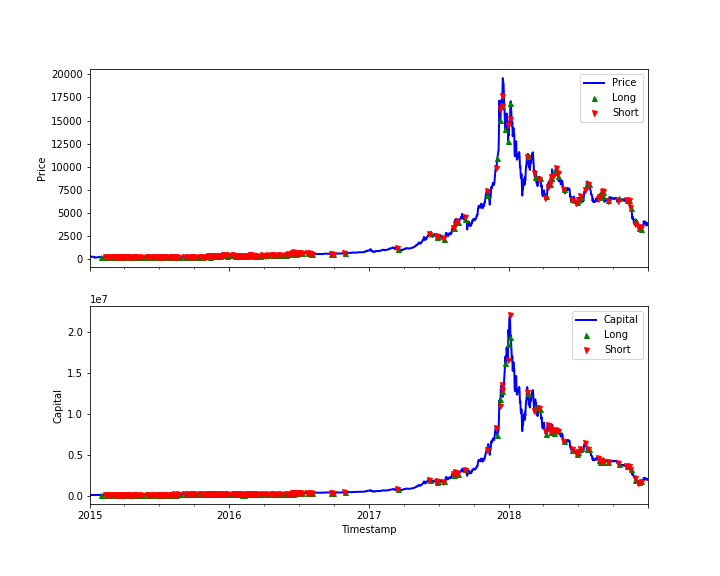 20000
17500
15000
12500
10000
7500
5000
2500
0
Price
Price
Long
Short
1e7
2.0
1.5
1.0
0.5
0.0
Capital
Capital
Long
Short
2015 2016 2017 2018
Timestamp